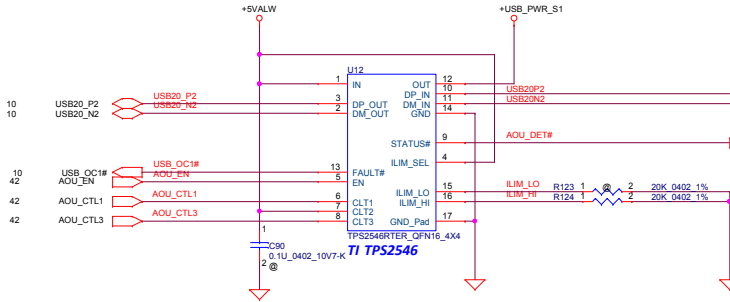 +5VALW
+USB_PWR_S1
U12
1 IN OUT 12
10 USB20_P2 USB20_P2 3 DP_OUT DP_IN 10 USB20P2
10 USB20_N2 USB20_N2 2 DM_OUT DM_IN 11 USB20N2
GND 14
STATUS# 9 AOU_DET#
ILIM_SEL 4
10 USB_OC1# USB_OC1# 13 FAULT#
42 AOU_EN AOU_EN 5 EN
ILIM_LO 15 ILIM_LO R123 1 @ 2 20K_0402_1%
42 AOU_CTL1 AOU_CTL1 6 CLT1 ILIM_HI 16 ILIM_HI R124 1 2 20K_0402_1%
7 CLT2
42 AOU_CTL3 AOU_CTL3 8 CLT3 GND_Pad 17
TPS2546RTER_QFN16_4X4
TI TPS2546
1
C90
0.1U_0402_10V7-K
2 @